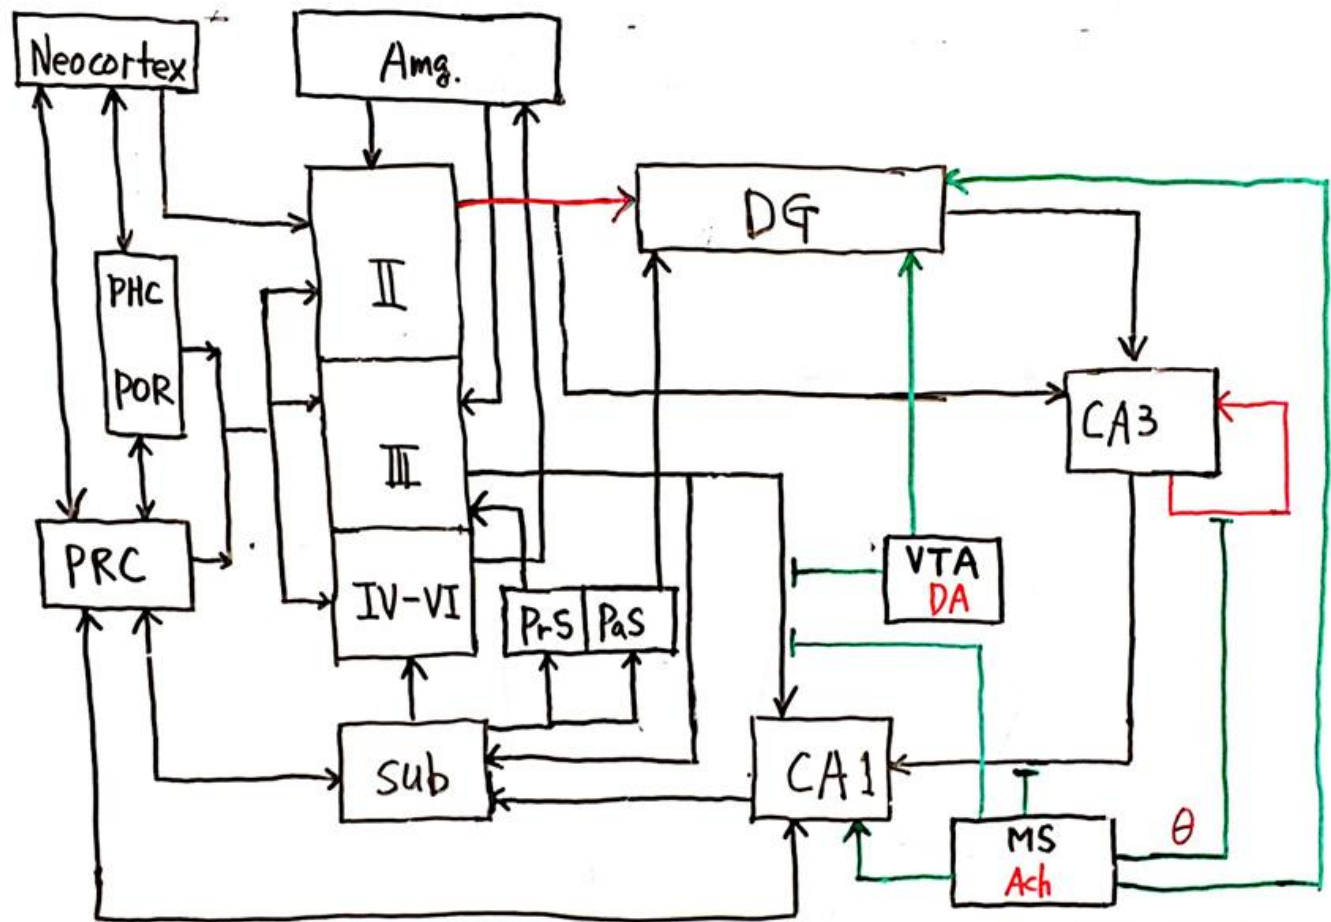 Neocortex
Amg.
II
DG
PHC
POR
III
CA3
PRC
IV-VI
VTA
DA
PrS
PaS
Sub
CA1
MS
Ach
θ